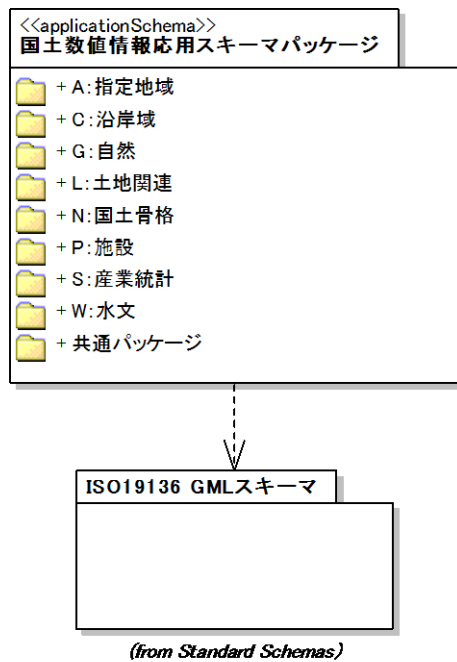 <<applicationSchema>>
国土数値情報応用スキーマパッケージ
+ A:指定地域
+ C:沿岸域
+ G:自然
+ L:土地関連
+ N:国土骨格
+ P:施設
+ S:産業統計
+ W:水文
+ 共通パッケージ
ISO19136 GMLスキーマ
(from Standard Schemas)